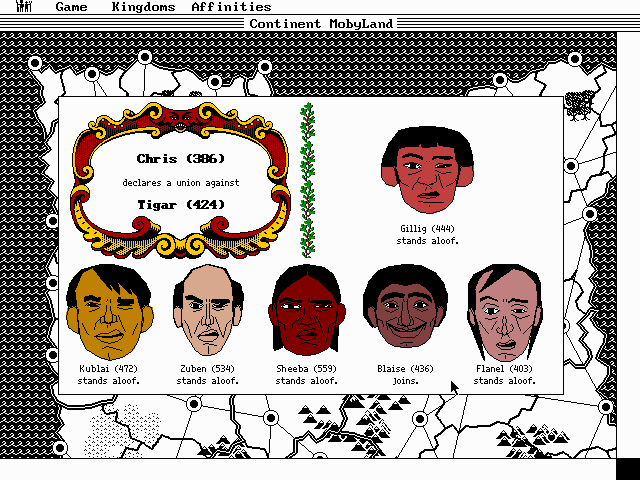 Game Kingdoms Affinities
Continent MobyLand
Chris (386)
declares a union against
Tigar (424)
Gillig (444)
stands aloof.
Kublai (472)
stands aloof.
Zuben (534)
stands aloof.
Sheeba (559)
stands aloof.
Blaise (436)
joins.
Flanel (403)
stands aloof.